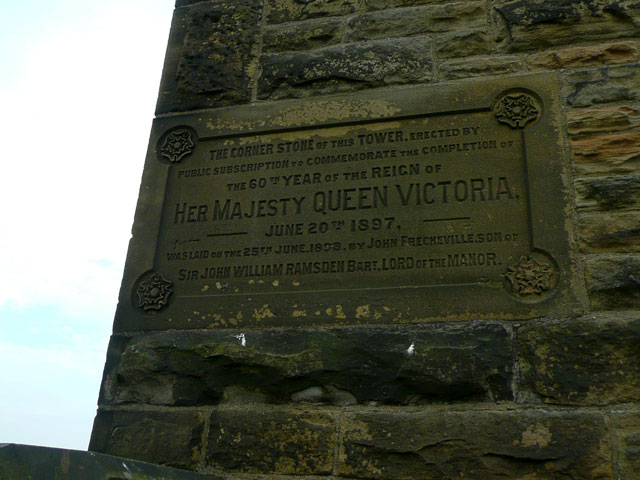 THE CORNER STONE OF THIS TOWER, ERECTED BY
PUBLIC SUBSCRIPTION TO COMMEMORATE THE COMPLETION OF
THE 60TH YEAR OF THE REIGN OF
HER MAJESTY QUEEN VICTORIA,
JUNE 20TH 1897,
WAS LAID ON THE 25TH JUNE, 1898, BY JOHN FRECHEVILLE, SON OF
SIR JOHN WILLIAM RAMSDEN BART, LORD OF THE MANOR.